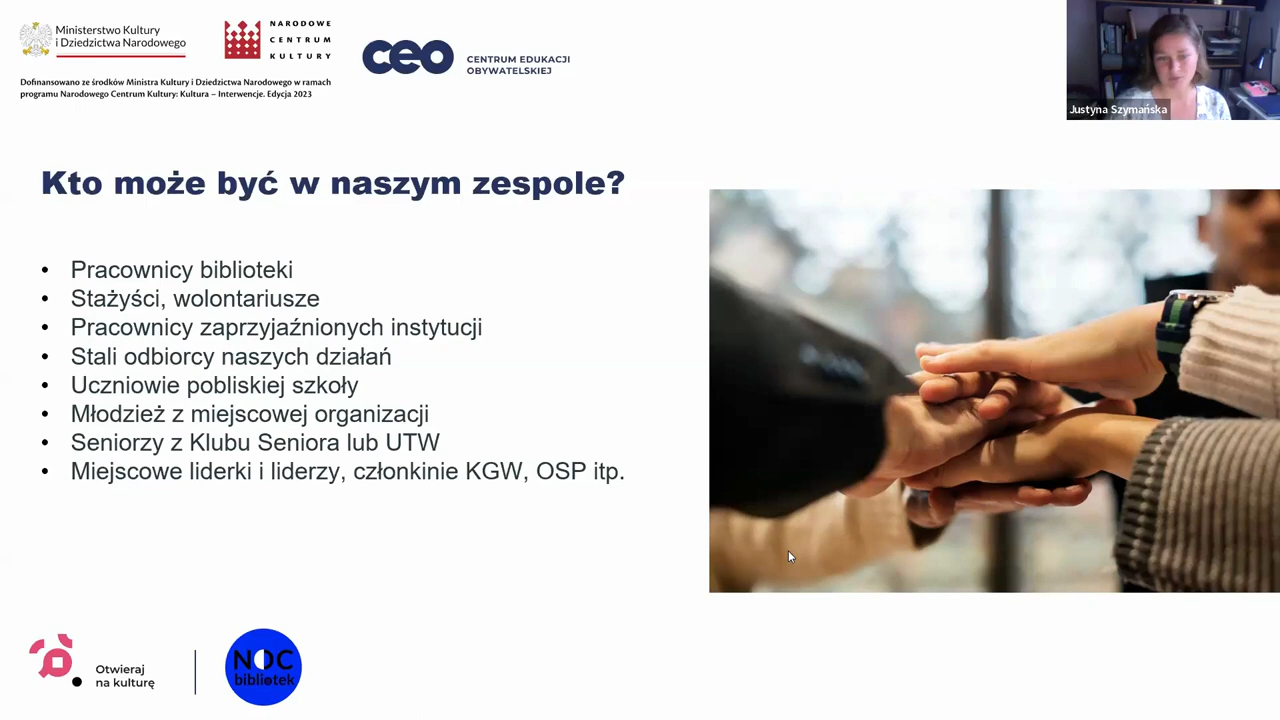 Ministerstwo Kultury
i Dziedzictwa Narodowego
NARODOWE
CENTRUM
KULTURY
ceo
CENTRUM EDUKACJI
OBYWATELSKIEJ
Dofinansowano ze środków Ministra Kultury i Dziedzictwa Narodowego w ramach
programu Narodowego Centrum Kultury: Kultura – Interwencje. Edycja 2023
Justyna Szymańska
Kto może być w naszym zespole?
• Pracownicy biblioteki
• Stażyści, wolontariusze
• Pracownicy zaprzyjaźnionych instytucji
• Stali odbiorcy naszych działań
• Uczniowie pobliskiej szkoły
• Młodzież z miejscowej organizacji
• Seniorzy z Klubu Seniora lub UTW
• Miejscowe liderki i liderzy, członkinie KGW, OSP itp.
Otwieraj
na kulturę
NOC
bibliotek